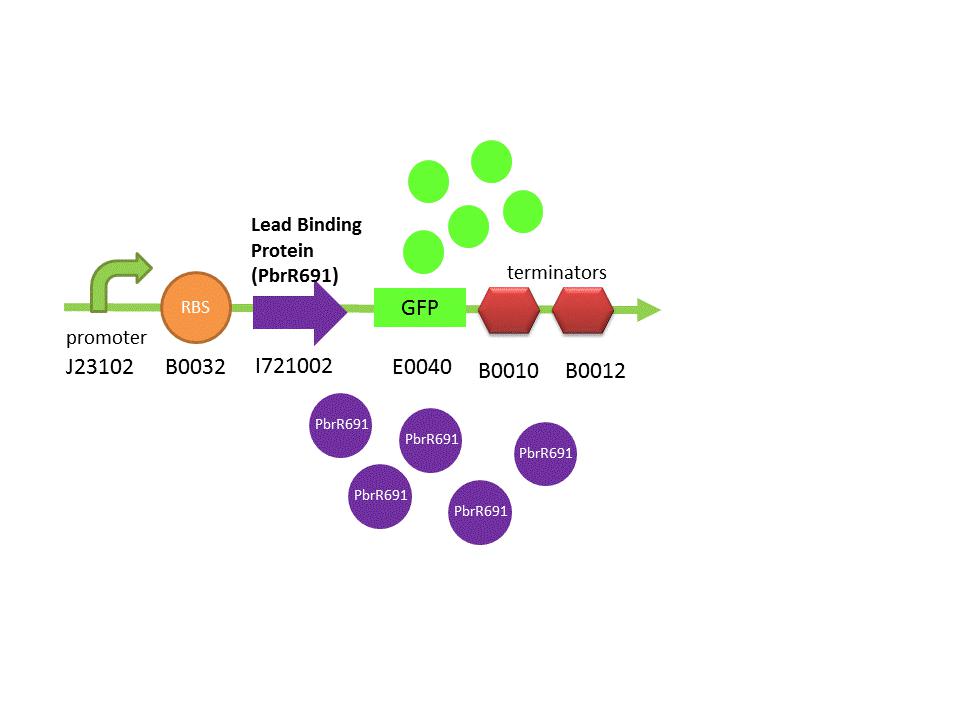 Lead Binding
Protein
(PbrR691)
terminators
RBS
GFP
promoter
J23102
B0032
I721002
E0040
B0010
B0012
PbrR691
PbrR691
PbrR691
PbrR691
PbrR691